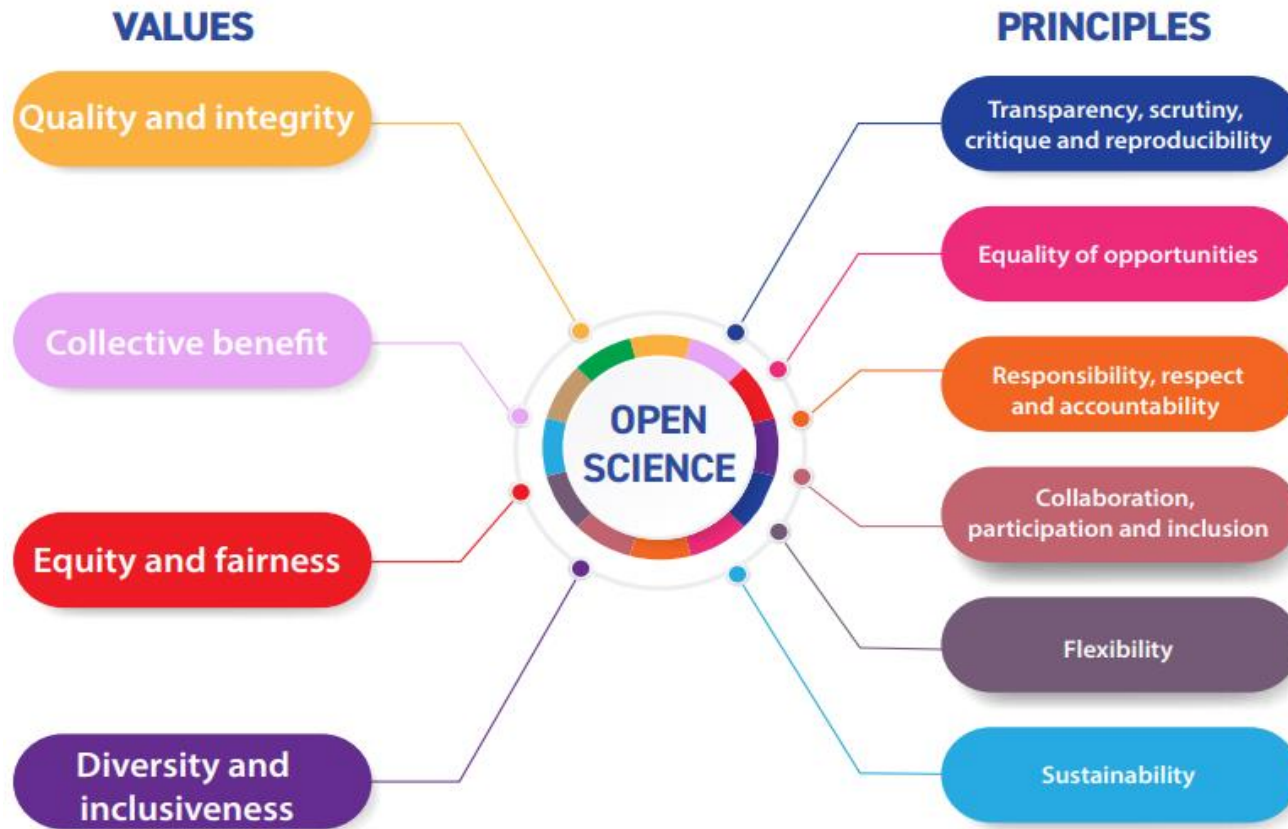 VALUES
Quality and integrity
Collective benefit
Equity and fairness
Diversity and
inclusiveness
OPEN
SCIENCE
PRINCIPLES
Transparency, scrutiny,
critique and reproducibility
Equality of opportunities
Responsibility, respect
and accountability
Collaboration,
participation and inclusion
Flexibility
Sustainability